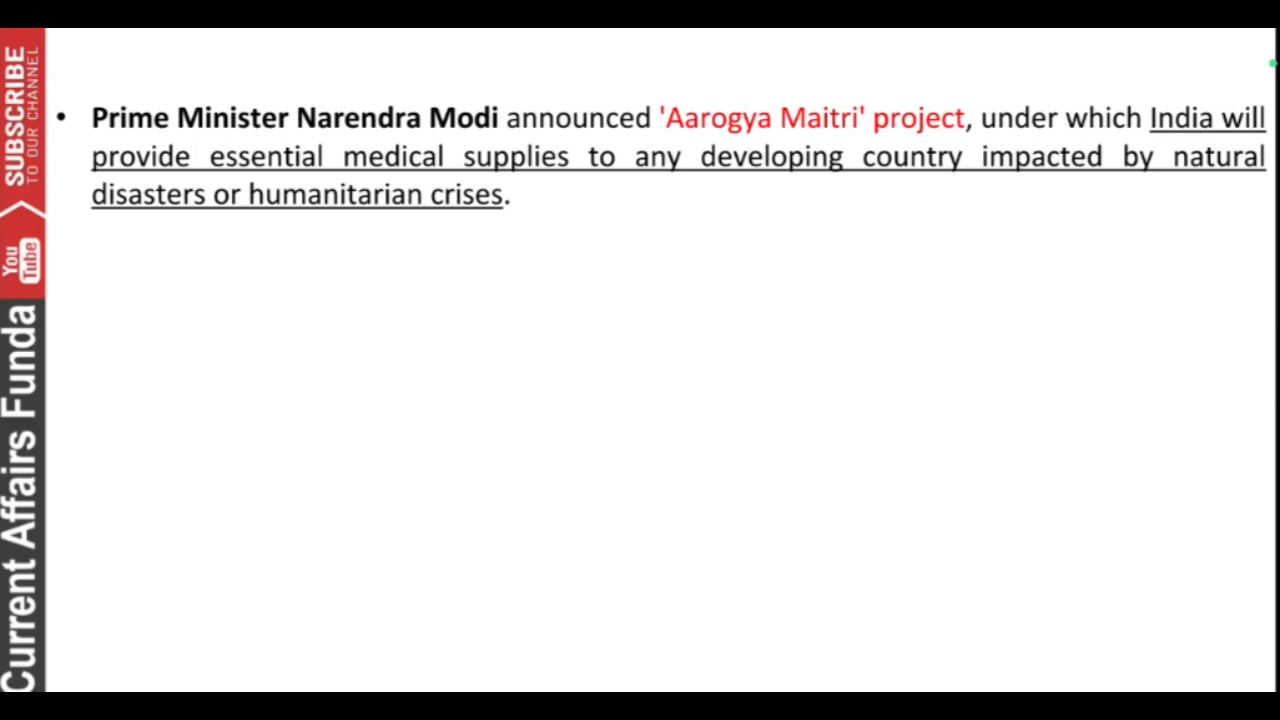 • Prime Minister Narendra Modi announced 'Aarogya Maitri' project, under which India will
provide essential medical supplies to any developing country impacted by natural
disasters or humanitarian crises.
SUBSCRIBE
TO OUR CHANNEL
You
Tube
Current Affairs Funda